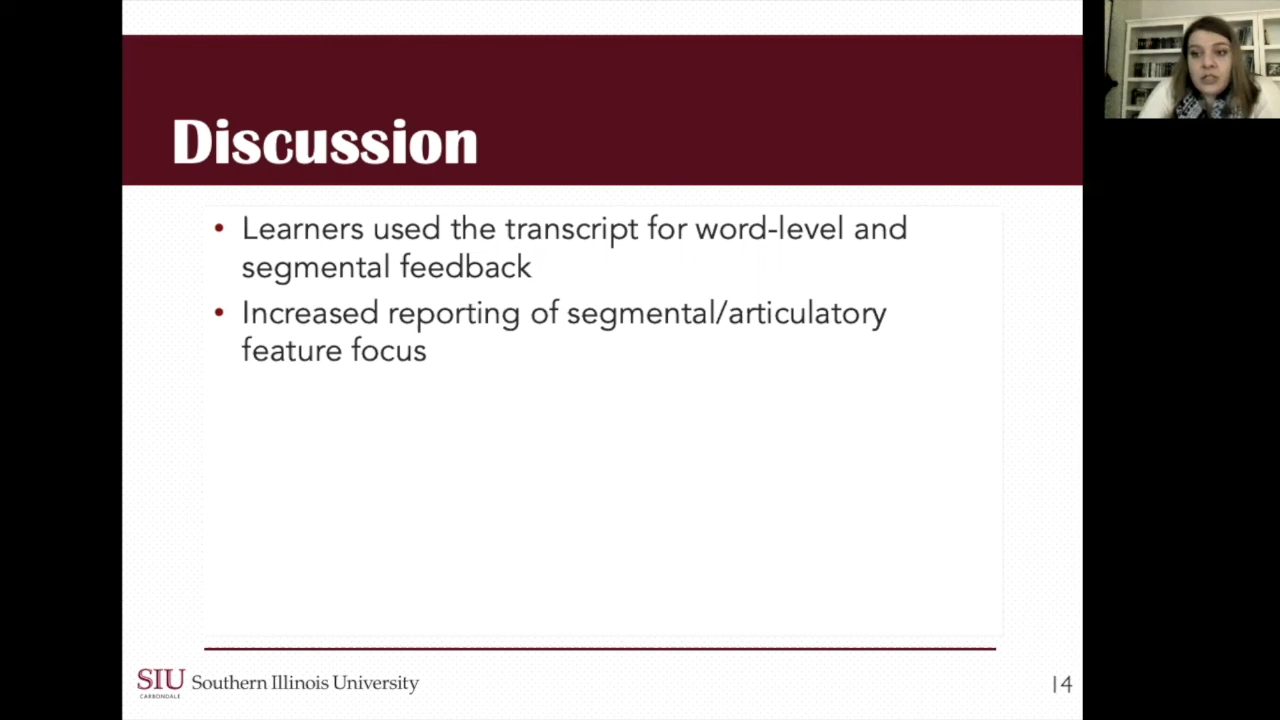 Discussion
• Learners used the transcript for word-level and
segmental feedback
• Increased reporting of segmental/articulatory
feature focus
SIU Southern Illinois University
CARBONDALE
14